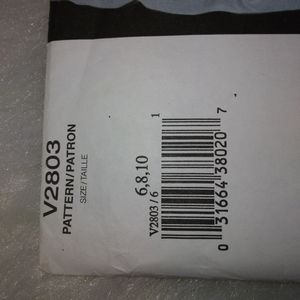 V2803
PATTERN/PATRON
SIZE/TAILLE
6,8,10
V2803 / 6
1
0 31664 38020 7